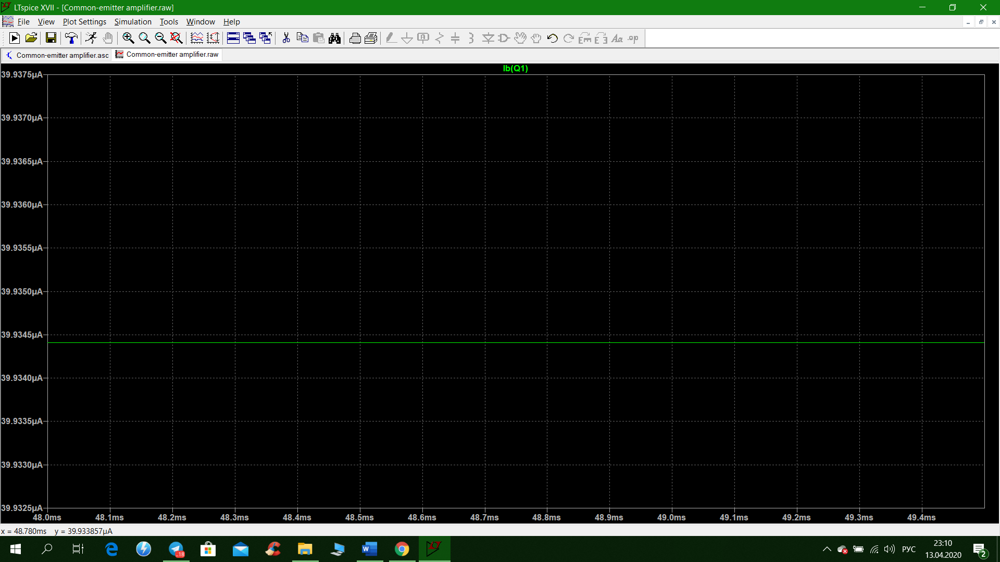 LTspice XVII - [Common-emitter amplifier.raw]
File View Plot Settings Simulation Tools Window Help
Common-emitter amplifier.asc Common-emitter amplifier.raw
Ib(Q1)
39.9375µA
39.9370µA
39.9365µA
39.9360µA
39.9355µA
39.9350µA
39.9345µA
39.9340µA
39.9335µA
39.9330µA
39.9325µA
48.0ms 48.1ms 48.2ms 48.3ms 48.4ms 48.5ms 48.6ms 48.7ms 48.8ms 48.9ms 49.0ms 49.1ms 49.2ms 49.3ms 49.4ms
x = 48.780ms y = 39.933857µA
..18
РУС
23:10
13.04.2020
2